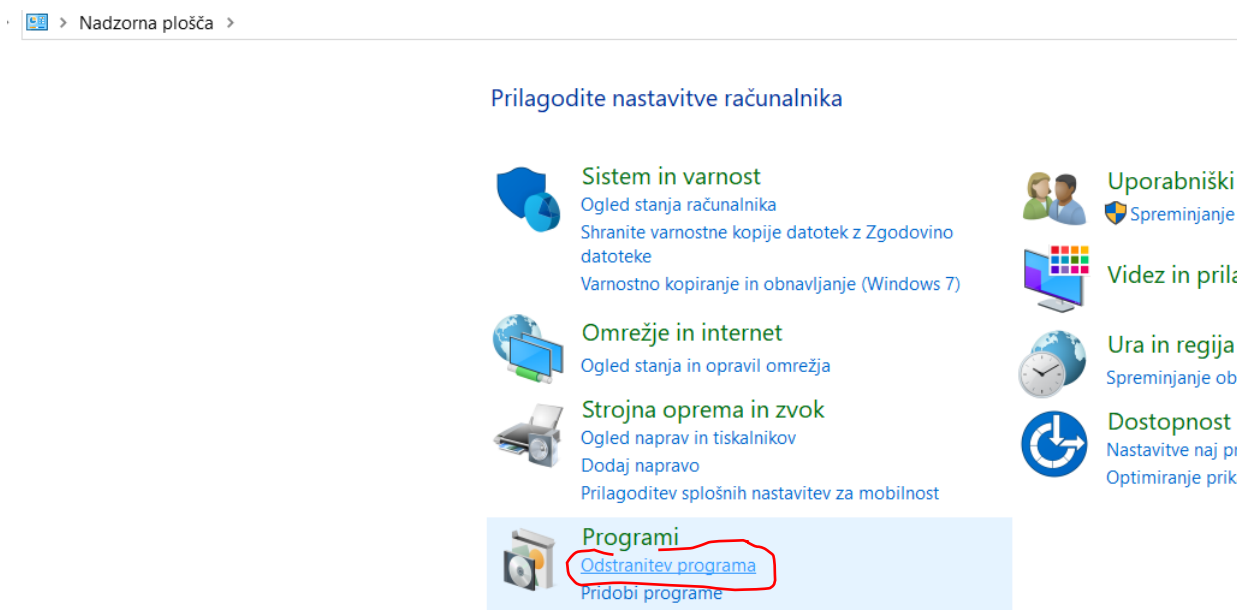 Nadzorna plošča
Prilagodite nastavitve računalnika
Sistem in varnost
Ogled stanja računalnika
Shranite varnostne kopije datotek z Zgodovino
datoteke
Varnostno kopiranje in obnavljanje (Windows 7)
Omrežje in internet
Ogled stanja in opravil omrežja
Strojna oprema in zvok
Ogled naprav in tiskalnikov
Dodaj napravo
Prilagoditev splošnih nastavitev za mobilnost
Programi
Odstranitev programa
Pridobi programe
Uporabniški
Spreminjanje
Videz in prila
Ura in regija
Spreminjanje ob
Dostopnost
Nastavitve naj pr
Optimiranje prik